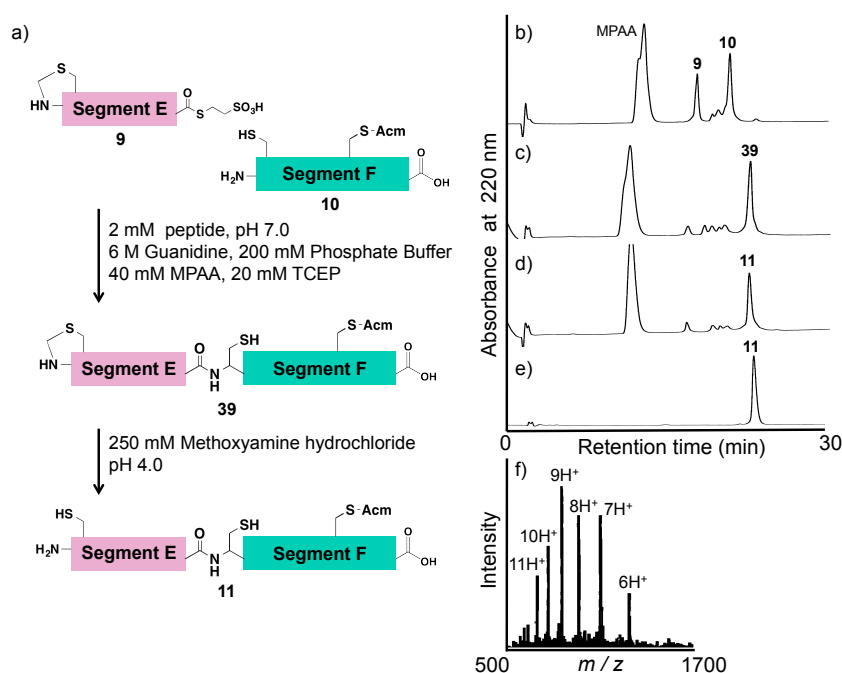 a)
S
HN
Segment E
O
S
SO₃H
9
HS
S-Acm
H₂N
Segment F
O
OH
10
2 mM peptide, pH 7.0
6 M Guanidine, 200 mM Phosphate Buffer
40 mM MPAA, 20 mM TCEP
S
HN
Segment E
O
N
H
SH
S-Acm
Segment F
O
OH
39
250 mM Methoxyamine hydrochloride
pH 4.0
HS
H₂N
Segment E
O
N
H
SH
S-Acm
Segment F
O
OH
11
b)
MPAA
9
10
c)
39
d)
11
e)
11
Absorbance at 220 nm
0
Retention time (min)
30
f)
11H⁺
10H⁺
9H⁺
8H⁺
7H⁺
6H⁺
Intensity
500
m / z
1700